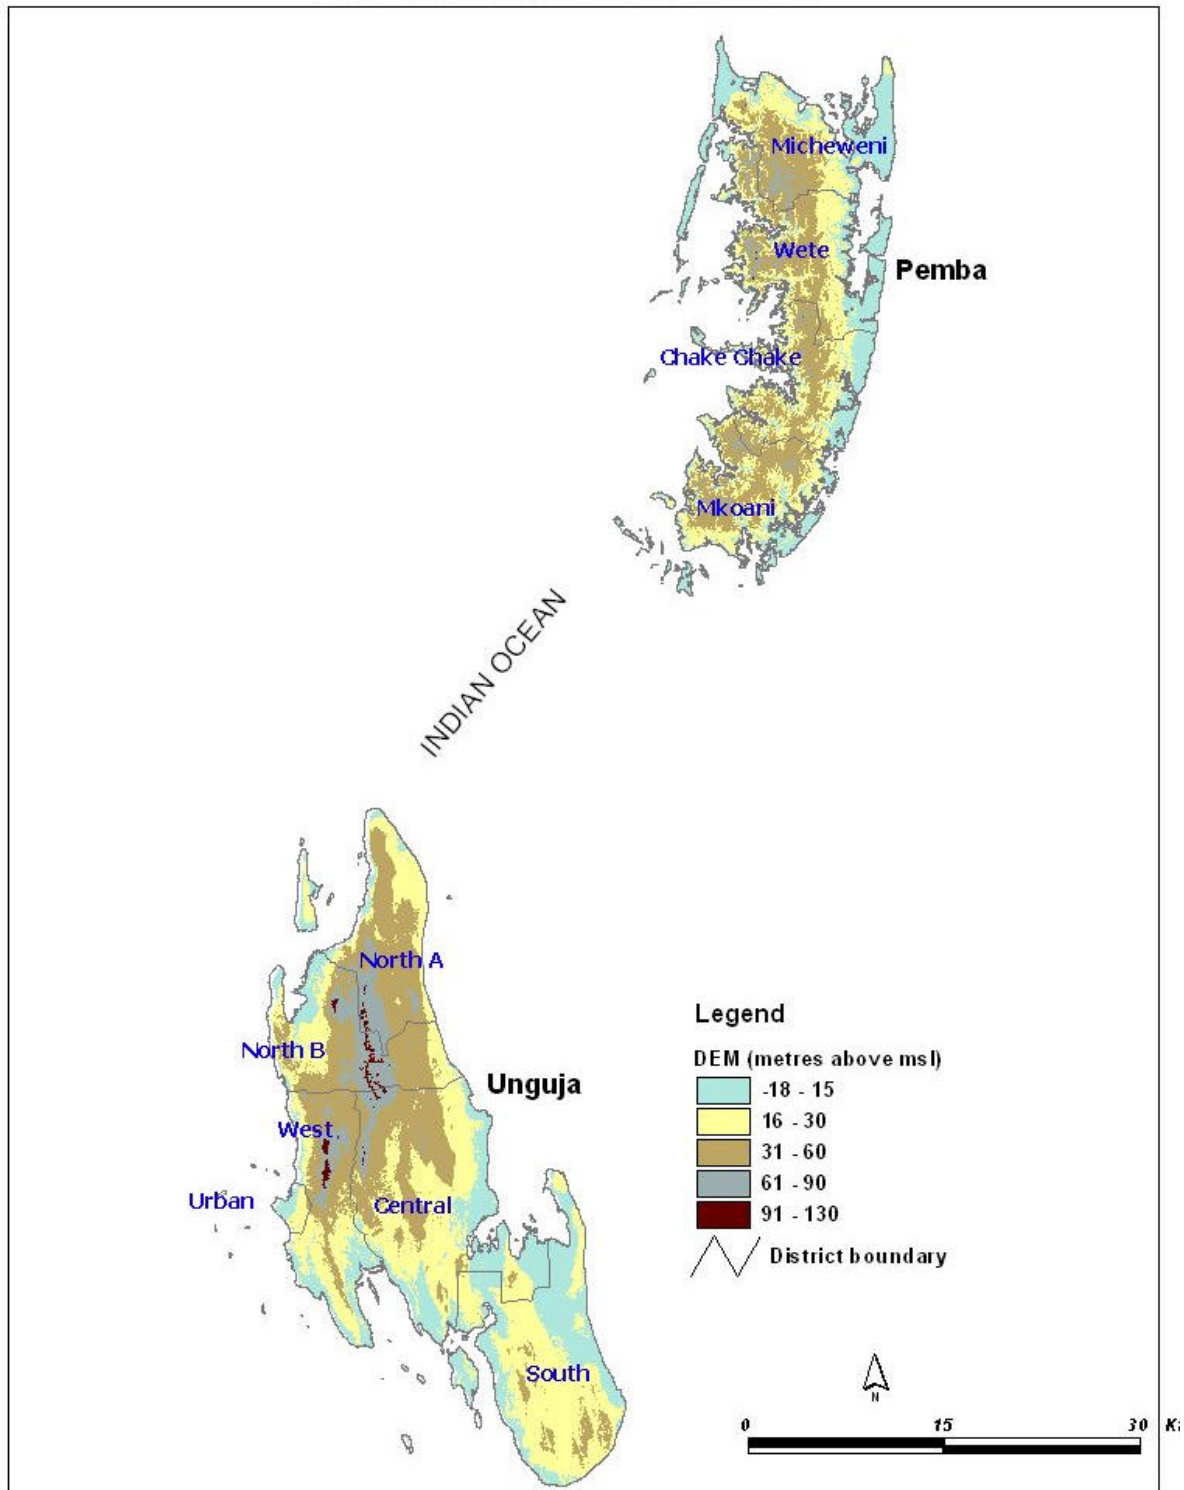 Micheweni
Wete
Pemba
Chake Chake
Mkoani
INDIAN OCEAN
North A
North B
Unguja
West
Urban
Central
South
Legend
DEM (metres above msl)
-18 - 15
16 - 30
31 - 60
61 - 90
91 - 130
District boundary
N
0 15 30